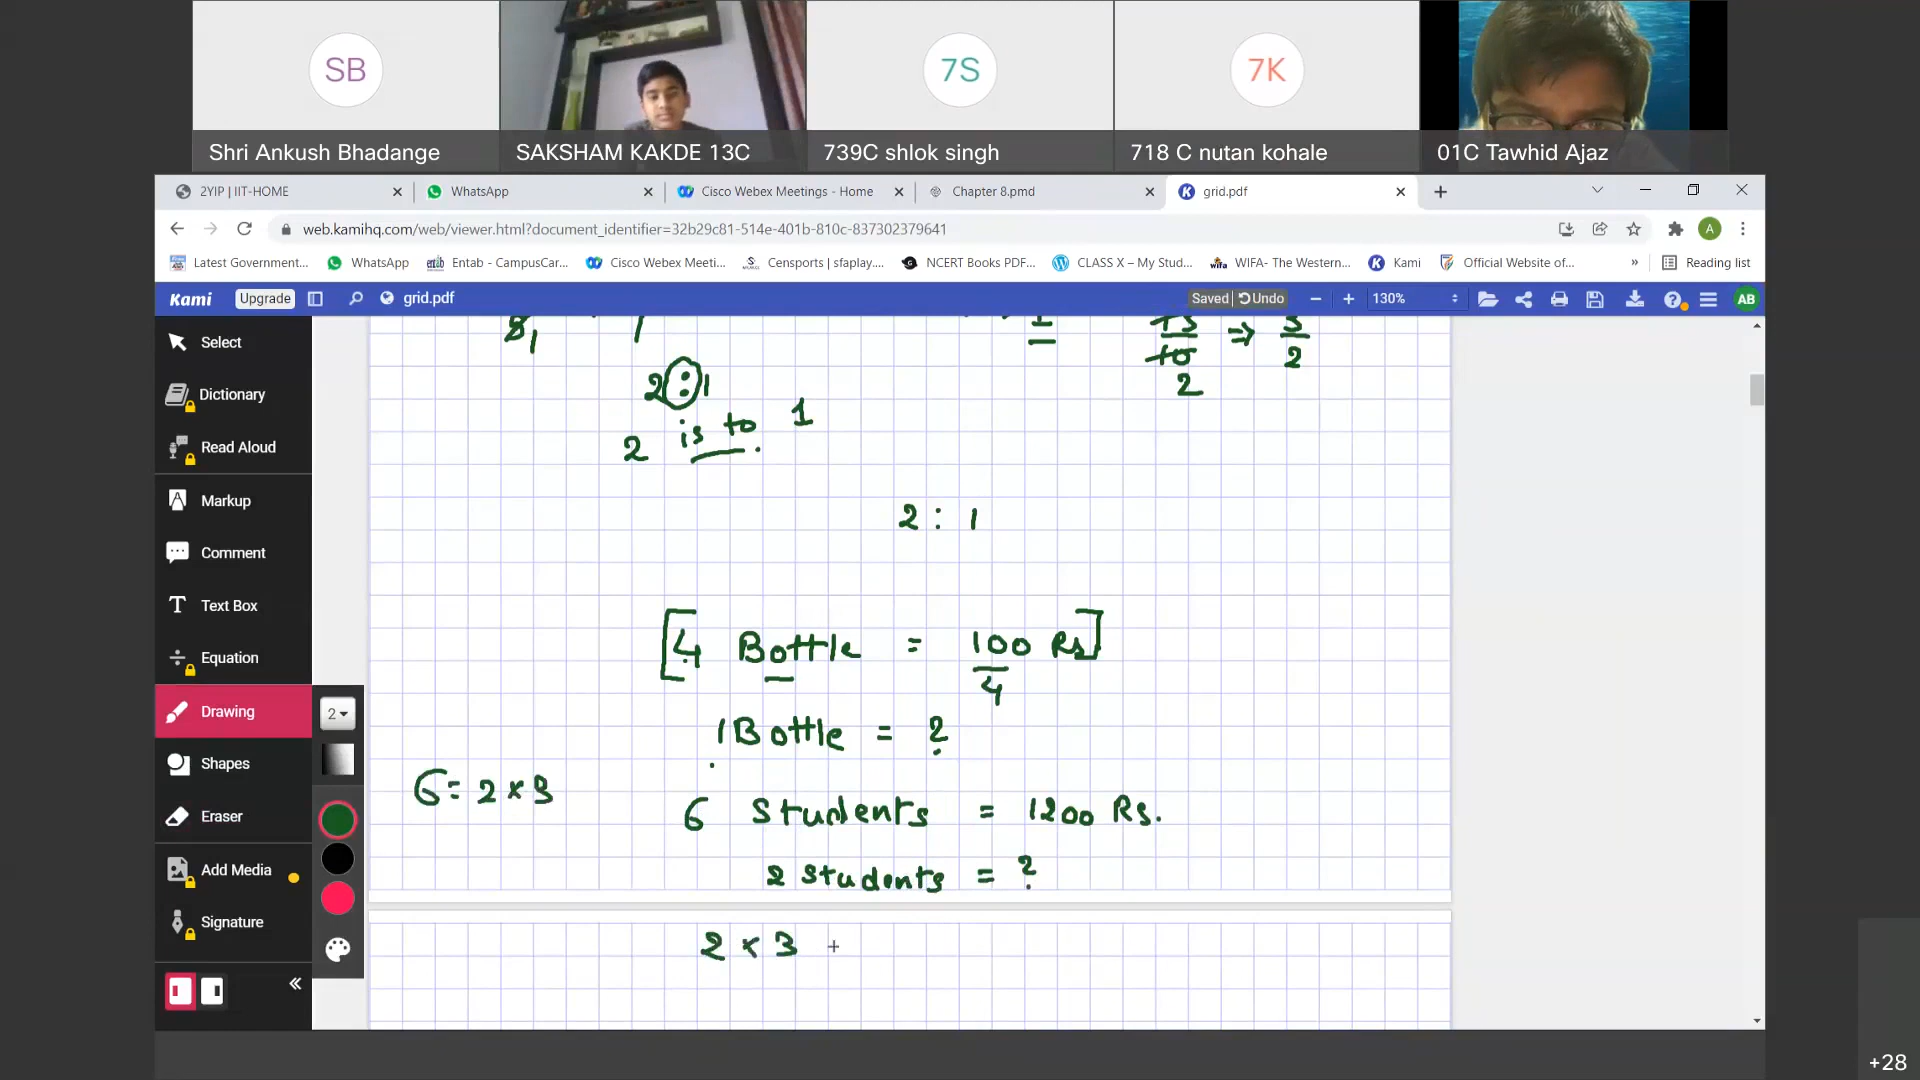 SB
7S
7K
Shri Ankush Bhadange
SAKSHAM KAKDE 13C
739C shlok singh
718 C nutan kohale
01C Tawhid Ajaz
2YIP | IIT-HOME
WhatsApp
Cisco Webex Meetings - Home
Chapter 8.pmd
grid.pdf
web.kamihq.com/web/viewer.html?document_identifier=32b29c81-514e-401b-810c-837302379641
A
Latest Government...
WhatsApp
Entab - CampusCar...
Cisco Webex Meeti...
Censports | sfaplay....
NCERT Books PDF...
CLASS X – My Stud...
WIFA- The Western...
Kami
Official Website of...
»
Reading list
Kami
Upgrade
grid.pdf
Saved
Undo
130%
AB
Select
Dictionary
Read Aloud
Markup
Comment
Text Box
Equation
Drawing
2
Shapes
Eraser
Add Media
Signature
⇒ 2
2
2 : 1
2 is to 1
2 : 1
[4 Bottle = 100 Rs]
4
1 Bottle = ?
6 = 2 × 3
6 Students = 1200 Rs.
2 Students = ?
2 × 3
+28